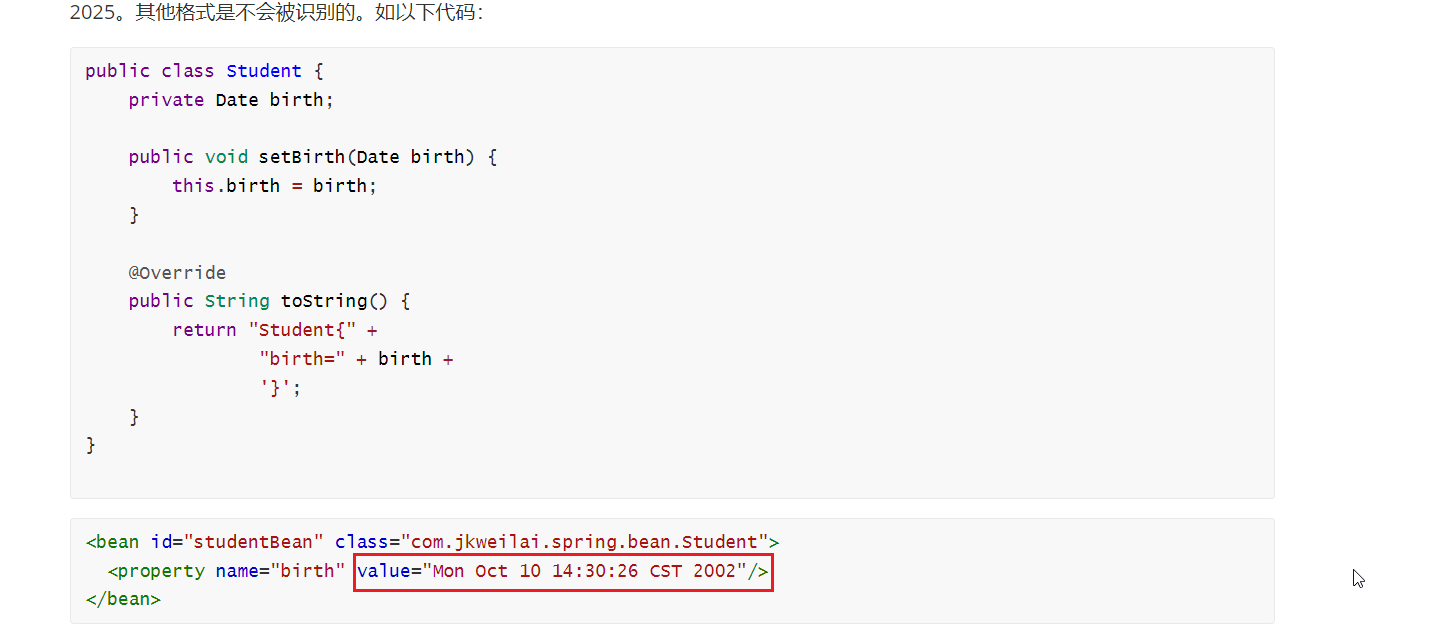 2025。其他格式是不会被识别的。如以下代码：
public class Student {
    private Date birth;
    public void setBirth(Date birth) {
        this.birth = birth;
    }
    @Override
    public String toString() {
        return "Student{" +
                "birth=" + birth +
                '}';
    }
}
<bean id="studentBean" class="com.jkweilai.spring.bean.Student">
  <property name="birth" value="Mon Oct 10 14:30:26 CST 2002"/>
</bean>